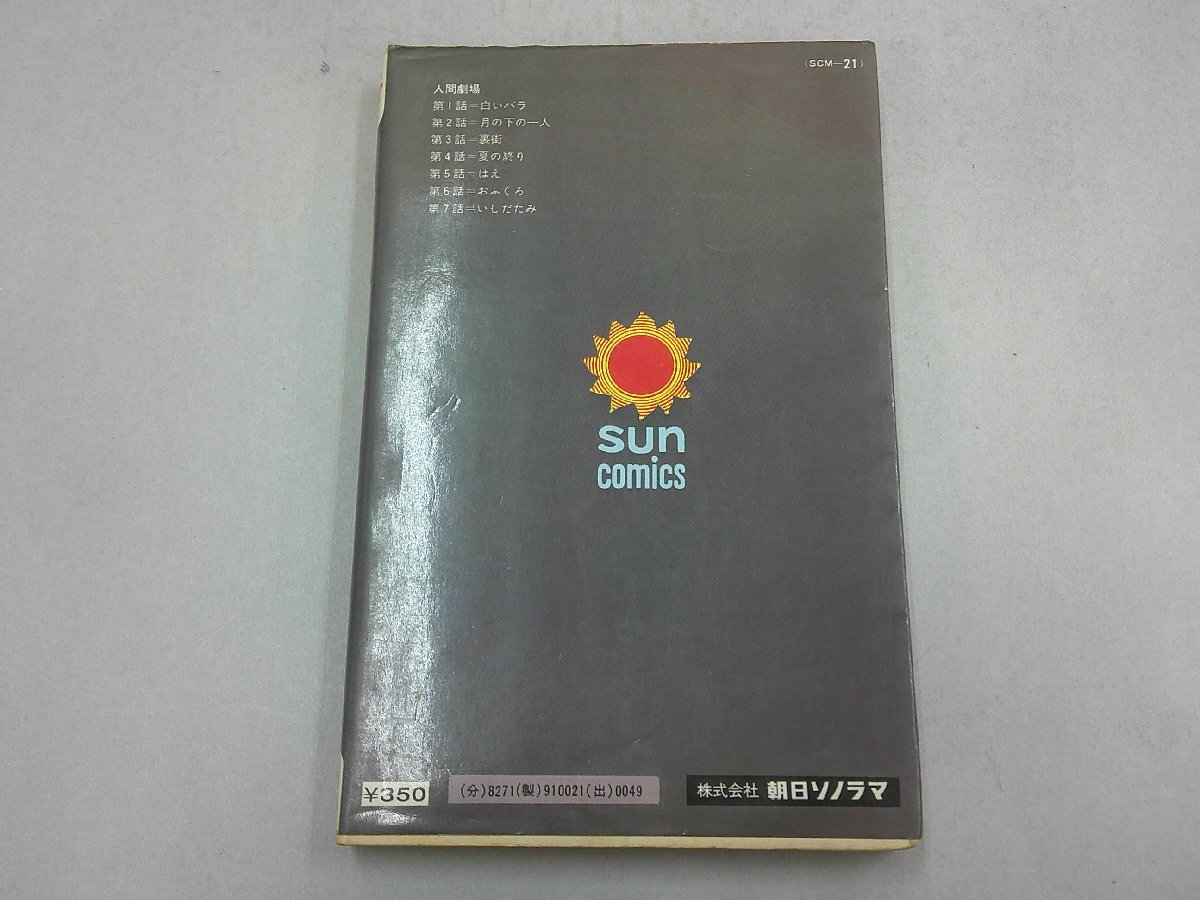 (SCM—21)
人間劇場
第1話＝白いバラ
第2話＝月の下の一人
第3話＝裏街
第4話＝夏の終り
第5話＝はえ
第6話＝おふくろ
第7話＝いしだたみ
sun
comics
¥350
(分)8271(製)910021(出)0049
株式会社 朝日ソノラマ